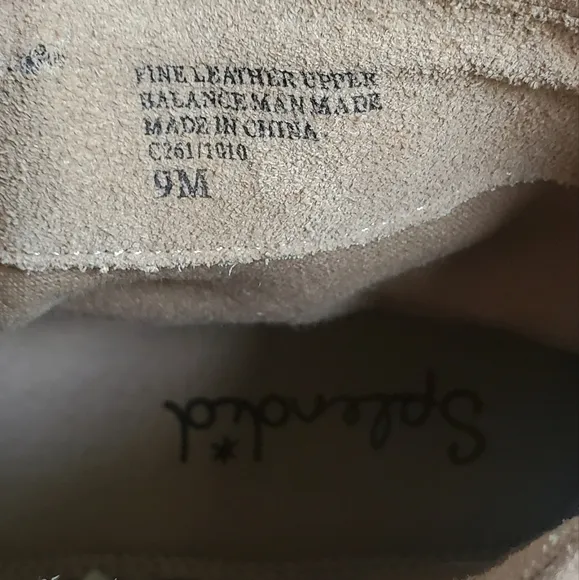 FINE LEATHER UPPER
BALANCE MAN MADE
MADE IN CHINA
C261/1010
9M
Splendid